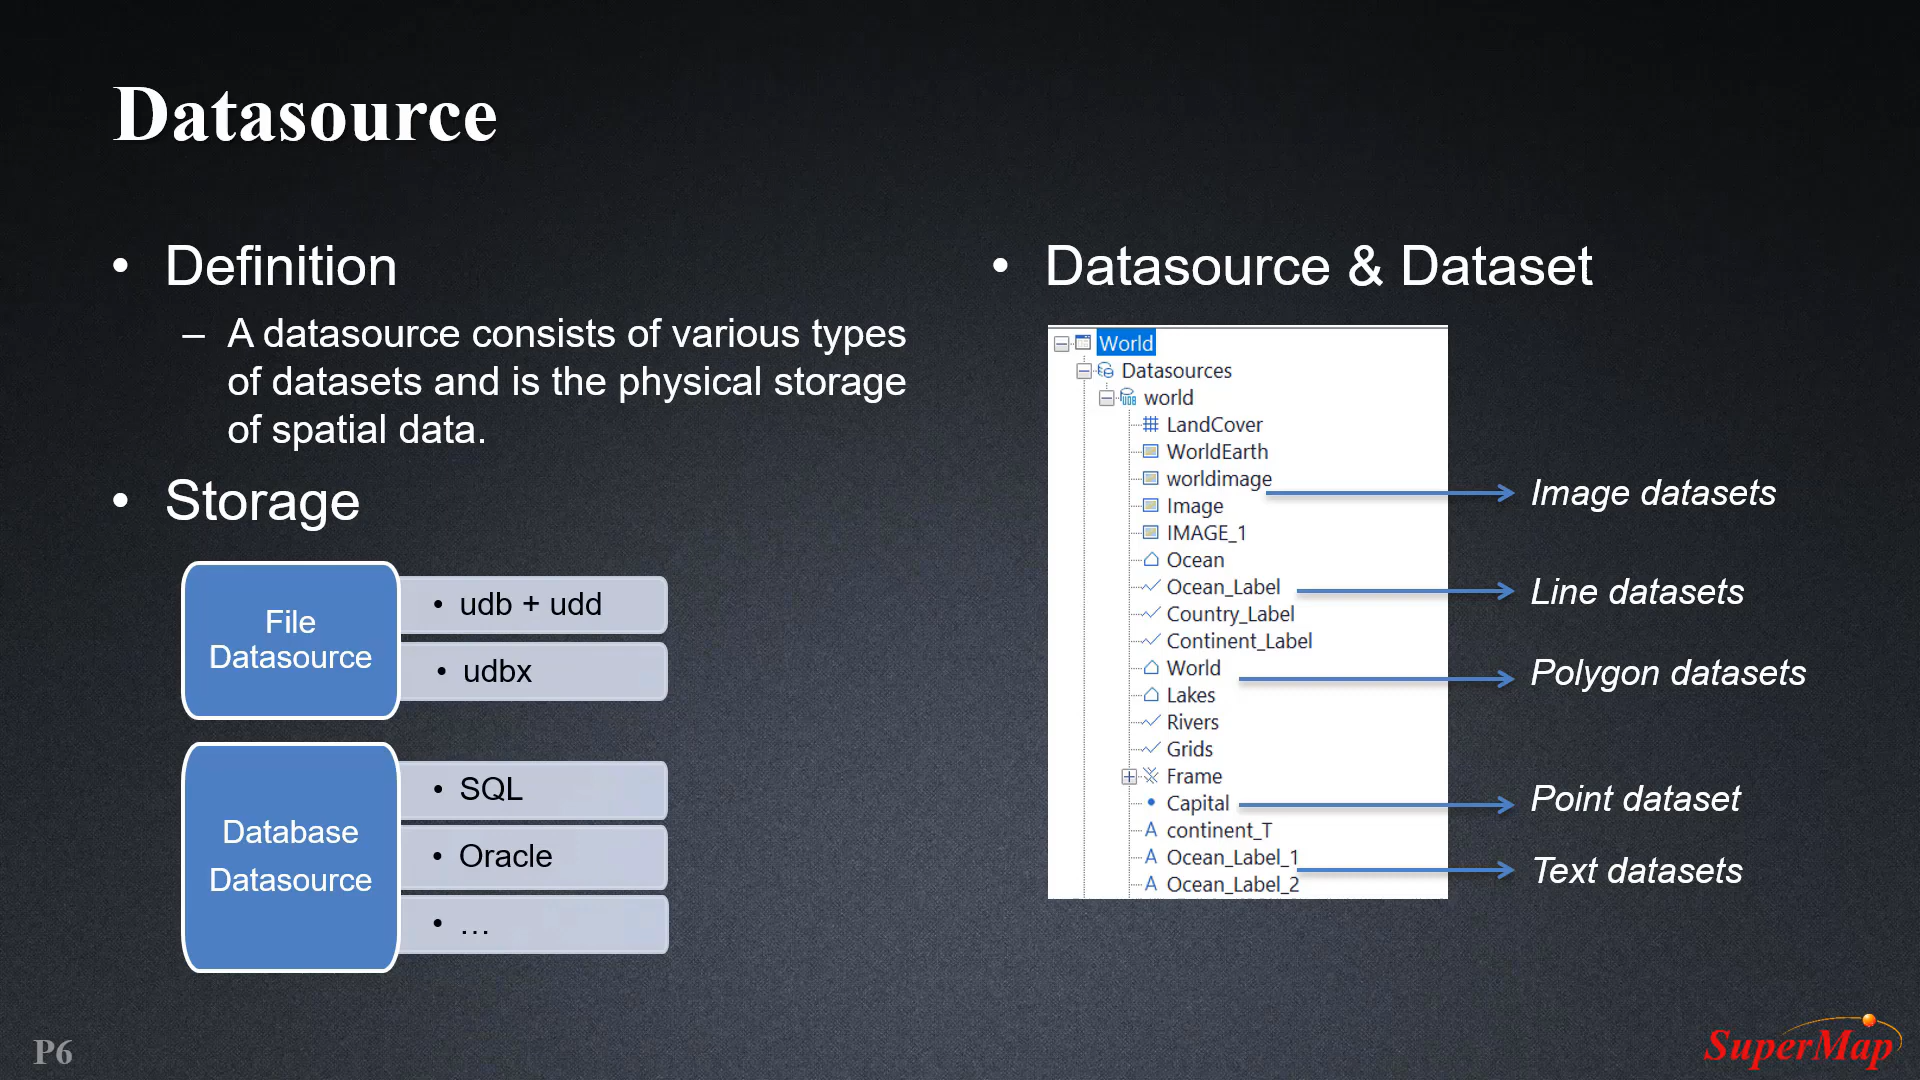 Datasource
• Definition
– A datasource consists of various types
of datasets and is the physical storage
of spatial data.
• Storage
File
Datasource
• udb + udd
• udbx
Database
Datasource
• SQL
• Oracle
• …
• Datasource & Dataset
World
Datasources
world
LandCover
WorldEarth
worldimage
Image
IMAGE_1
Ocean
Ocean_Label
Country_Label
Continent_Label
World
Lakes
Rivers
Grids
Frame
Capital
continent_T
Ocean_Label_1
Ocean_Label_2
Image datasets
Line datasets
Polygon datasets
Point dataset
Text datasets
P6
SuperMap